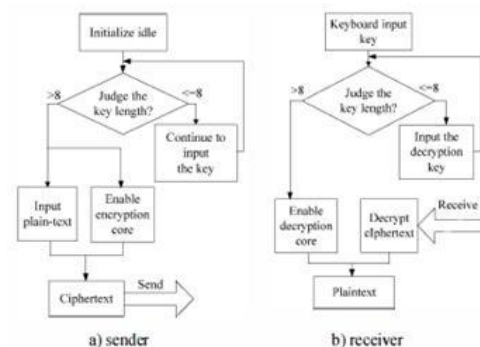 Initialize idle
>8
<=8
Judge the
key length?
Continue to
input
the key
Input
plain-text
Enable
encryption
core
Send
Ciphertext
a) sender
Keyboard input
key
>8
<=8
Judge the
key length?
Input the
decryption
key
Receive
Enable
decryption
core
Decrypt
ciphertext
Plaintext
b) receiver